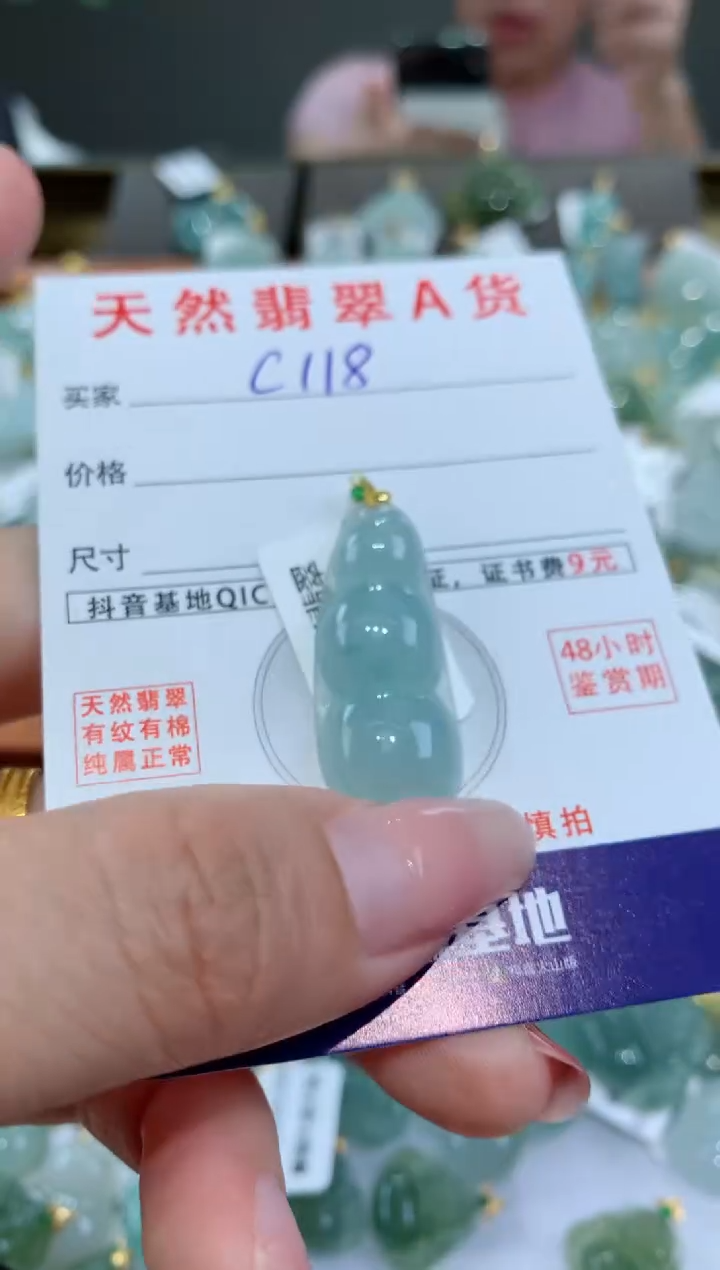 天然翡翠A货
买家 C118
价格
尺寸
抖音基地QIC
证，证书费9元
48小时
鉴赏期
天然翡翠
有纹有棉
纯属正常
慎拍
基地